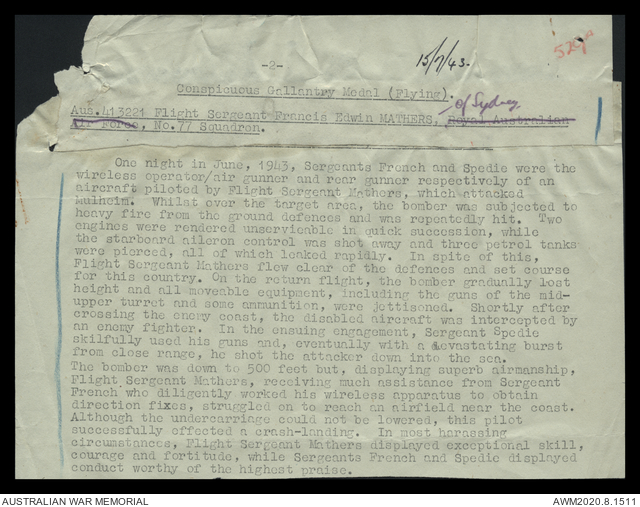 15/7/43.
529A
-2-
Conspicuous Gallantry Medal (Flying).
of Sydney
Aus.413221 Flight Sergeant Francis Edwin MATHERS, Royal Australian
Air Force, No.77 Squadron.
One night in June, 1943, Sergeants French and Spedie were the
wireless operator/air gunner and rear gunner respectively of an
aircraft piloted by Flight Sergeant Mathers, which attacked
Mulheim. Whilst over the target area, the bomber was subjected to
heavy fire from the ground defences and was repeatedly hit. Two
engines were rendered unserviceable in quick succession, while
the starboard aileron control was shot away and three petrol tanks
were pierced, all of which leaked rapidly. In spite of this,
Flight Sergeant Mathers flew clear of the defences and set course
for this country. On the return flight, the bomber gradually lost
height and all moveable equipment, including the guns of the mid-
upper turret and some ammunition, were jettisoned. Shortly after
crossing the enemy coast, the disabled aircraft was intercepted by
an enemy fighter. In the ensuing engagement, Sergeant Spedie
skilfully used his guns and, eventually with a devastating burst
from close range, he shot the attacker down into the sea.
The bomber was down to 500 feet but, displaying superb airmanship,
Flight Sergeant Mathers, receiving much assistance from Sergeant
French who diligently worked his wireless apparatus to obtain
direction fixes, struggled on to reach an airfield near the coast.
Although the undercarriage could not be lowered, this pilot
successfully effected a crash-landing. In most harassing
circumstances, Flight Sergeant Mathers displayed exceptional skill,
courage and fortitude, while Sergeants French and Spedie displayed
conduct worthy of the highest praise.
AUSTRALIAN WAR MEMORIAL
AWM2020.8.1511